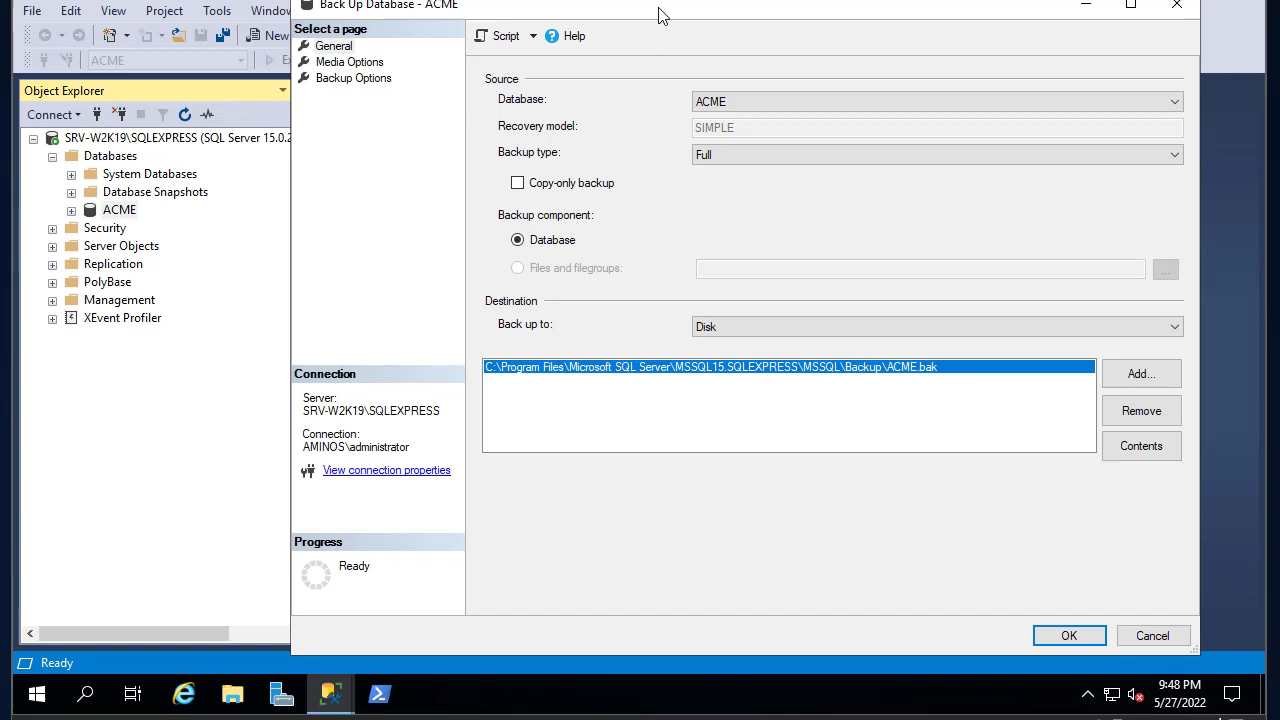 File Edit View Project Tools Window
Back Up Database - ACME
New
ACME
Object Explorer
Connect
SRV-W2K19\SQLEXPRESS (SQL Server 15.0.2
Databases
System Databases
Database Snapshots
ACME
Security
Server Objects
Replication
PolyBase
Management
XEvent Profiler
Select a page
General
Media Options
Backup Options
Script Help
Source
Database: ACME
Recovery model: SIMPLE
Backup type: Full
Copy-only backup
Backup component:
Database
Files and filegroups: ...
Destination
Back up to: Disk
C:\Program Files\Microsoft SQL Server\MSSQL15.SQLEXPRESS\MSSQL\Backup\ACME.bak
Add...
Remove
Contents
Connection
Server:
SRV-W2K19\SQLEXPRESS
Connection:
AMINOS\administrator
View connection properties
Progress
Ready
OK Cancel
Ready
9:48 PM
5/27/2022